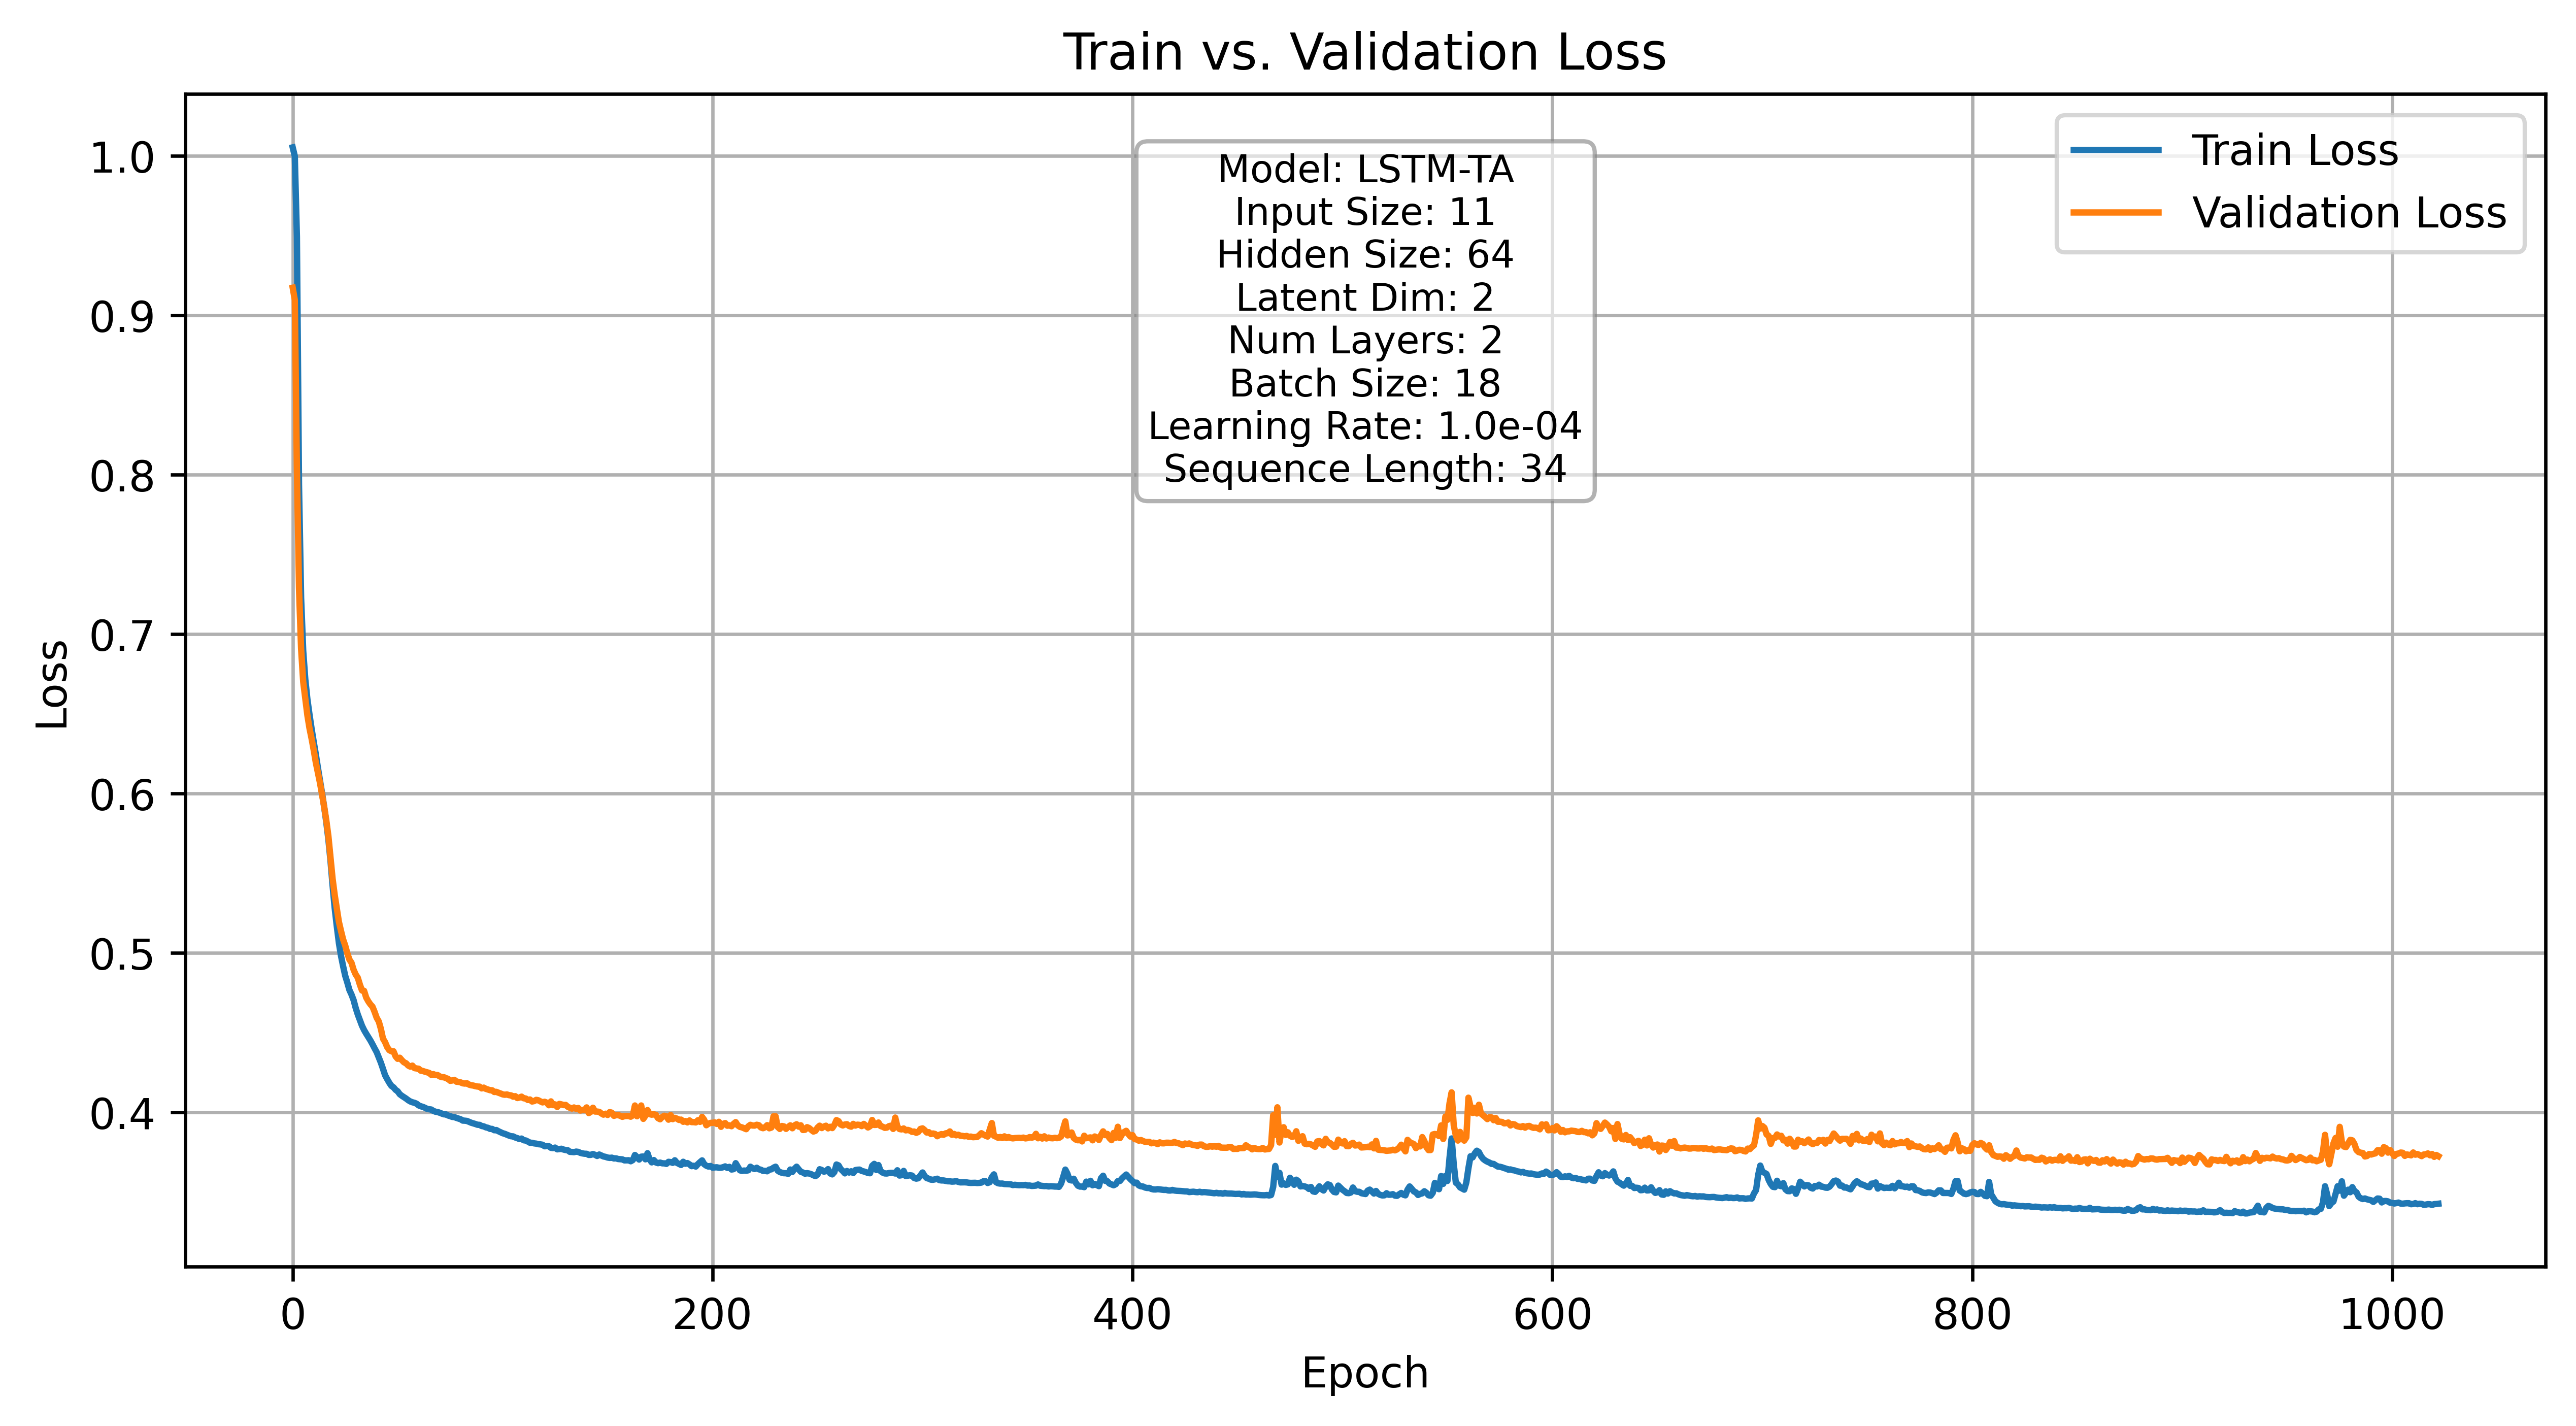 Train vs. Validation Loss
Train Loss
Validation Loss
Model: LSTM-TA
Input Size: 11
Hidden Size: 64
Latent Dim: 2
Num Layers: 2
Batch Size: 18
Learning Rate: 1.0e-04
Sequence Length: 34
Loss
1.0
0.9
0.8
0.7
0.6
0.5
0.4
0 200 400 600 800 1000
Epoch